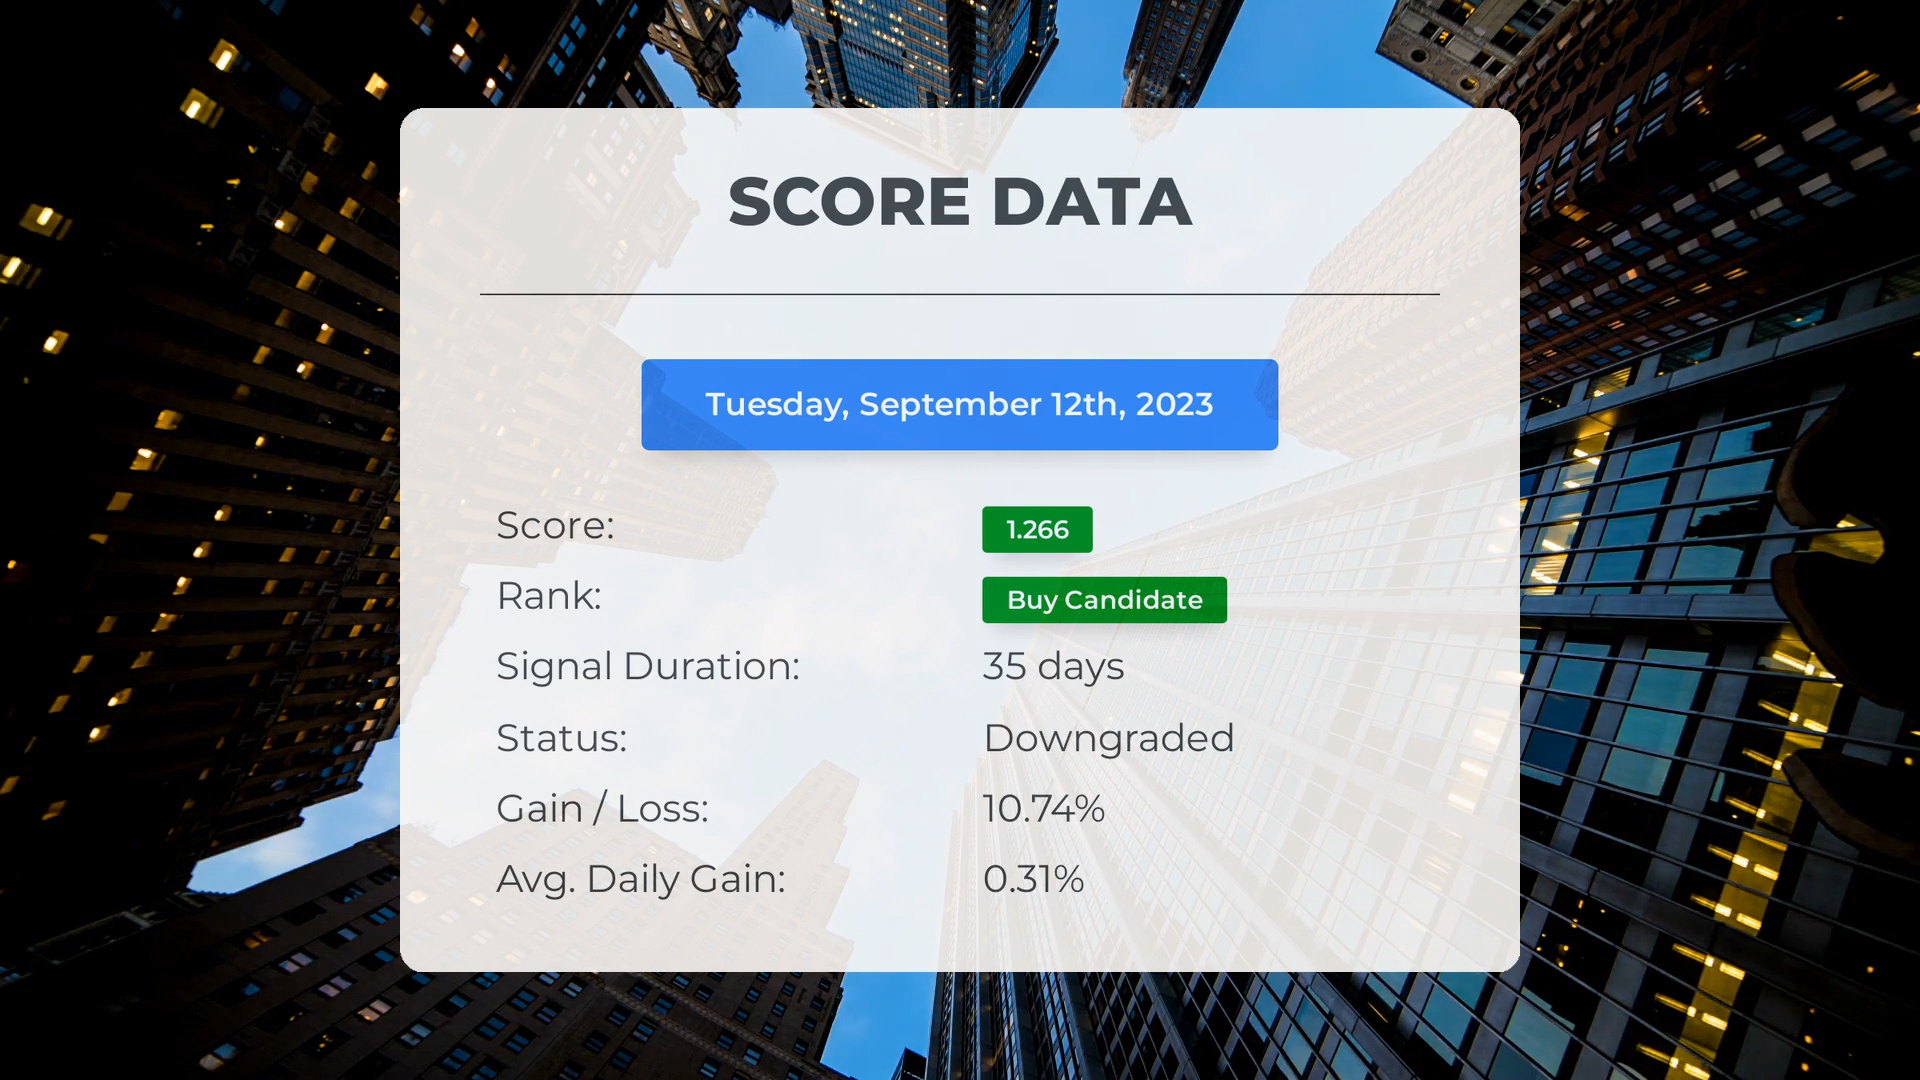 SCORE DATA
Tuesday, September 12th, 2023
Score: 1.266
Rank: Buy Candidate
Signal Duration: 35 days
Status: Downgraded
Gain / Loss: 10.74%
Avg. Daily Gain: 0.31%